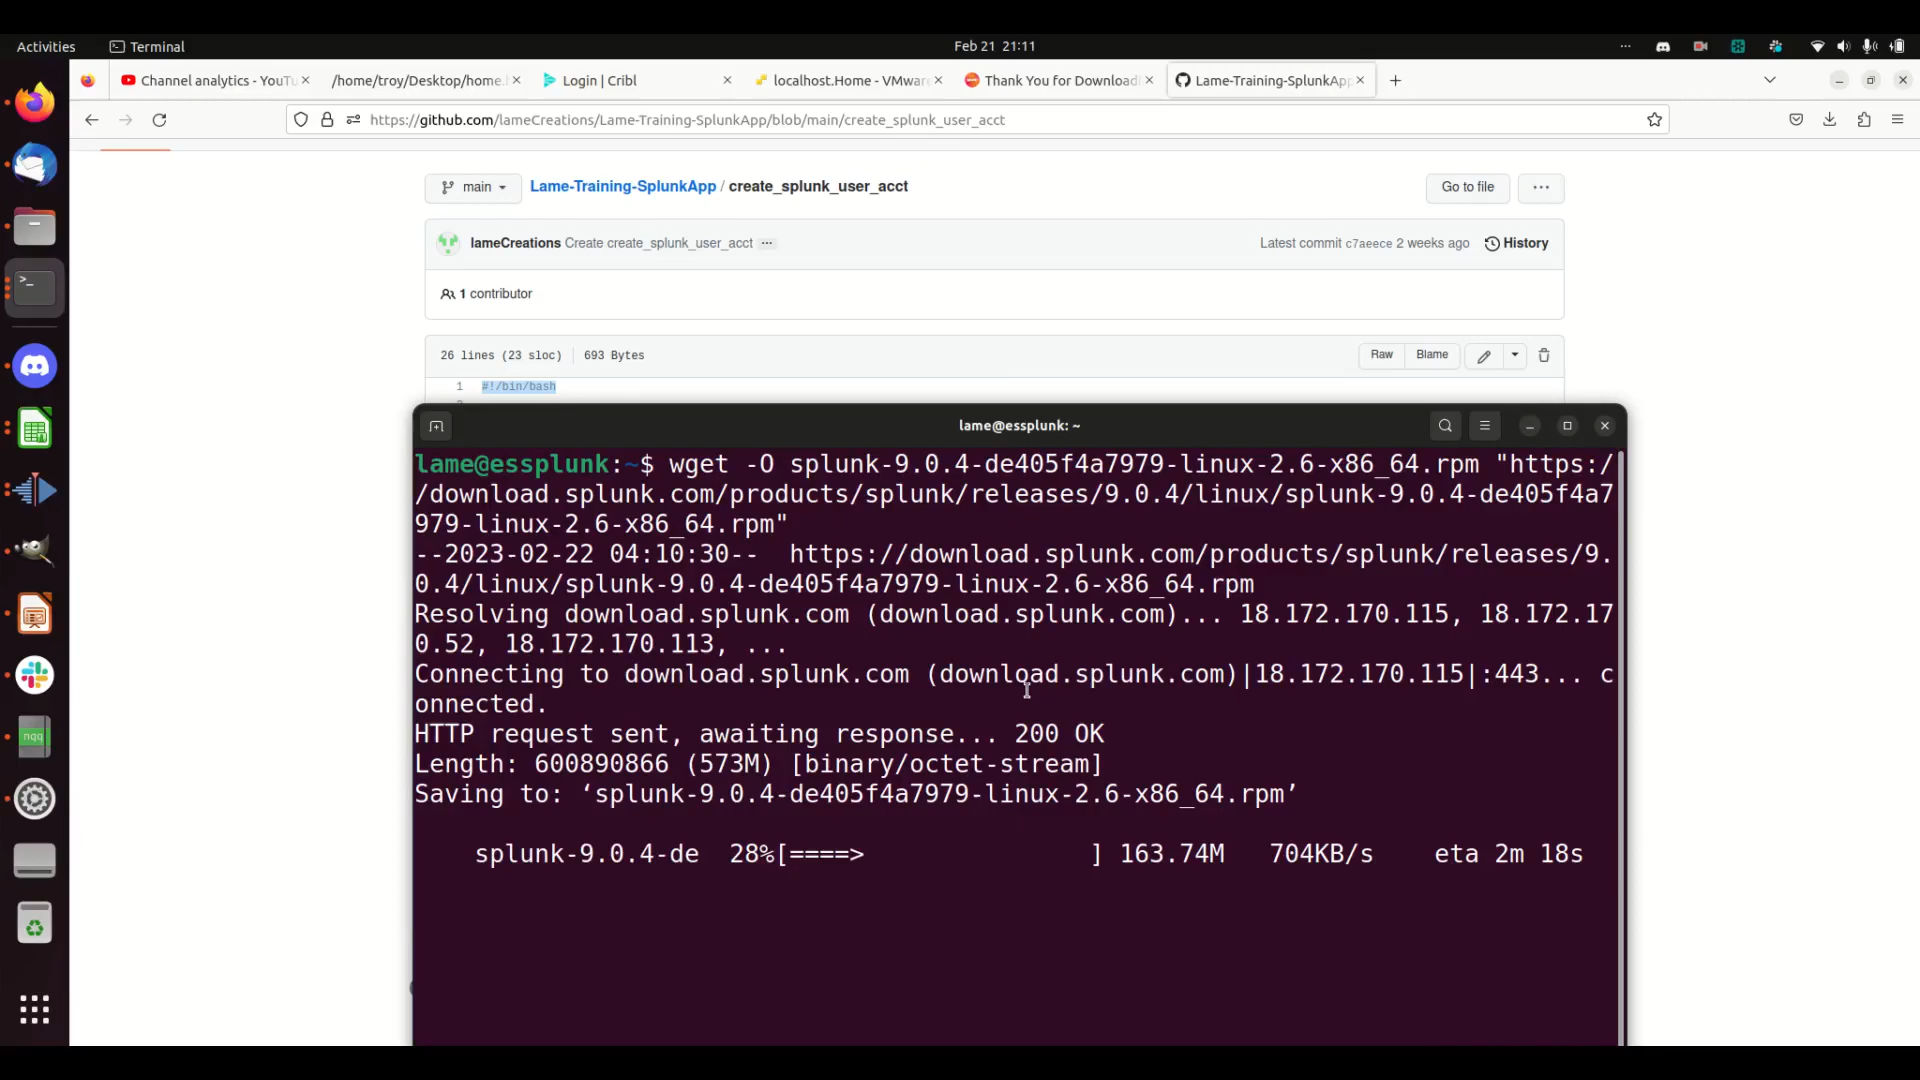 Activities
Terminal
Feb 21 21:11
Channel analytics - YouTu
/home/troy/Desktop/home.
Login | Cribl
localhost.Home - VMware
Thank You for Downloadi
Lame-Training-SplunkApp
https://github.com/lameCreations/Lame-Training-SplunkApp/blob/main/create_splunk_user_acct
main
Lame-Training-SplunkApp / create_splunk_user_acct
Go to file
lameCreations Create create_splunk_user_acct
Latest commit c7aeece 2 weeks ago
History
1 contributor
26 lines (23 sloc)
693 Bytes
Raw
Blame
1 #!/bin/bash
lame@essplunk: ~
lame@essplunk:~$ wget -O splunk-9.0.4-de405f4a7979-linux-2.6-x86_64.rpm "https:/
/download.splunk.com/products/splunk/releases/9.0.4/linux/splunk-9.0.4-de405f4a7
979-linux-2.6-x86_64.rpm"
--2023-02-22 04:10:30--  https://download.splunk.com/products/splunk/releases/9.
0.4/linux/splunk-9.0.4-de405f4a7979-linux-2.6-x86_64.rpm
Resolving download.splunk.com (download.splunk.com)... 18.172.170.115, 18.172.17
0.52, 18.172.170.113, ...
Connecting to download.splunk.com (download.splunk.com)|18.172.170.115|:443... c
onnected.
HTTP request sent, awaiting response... 200 OK
Length: 600890866 (573M) [binary/octet-stream]
Saving to: ‘splunk-9.0.4-de405f4a7979-linux-2.6-x86_64.rpm’
splunk-9.0.4-de  28%[====>               ] 163.74M   704KB/s    eta 2m 18s
nqq